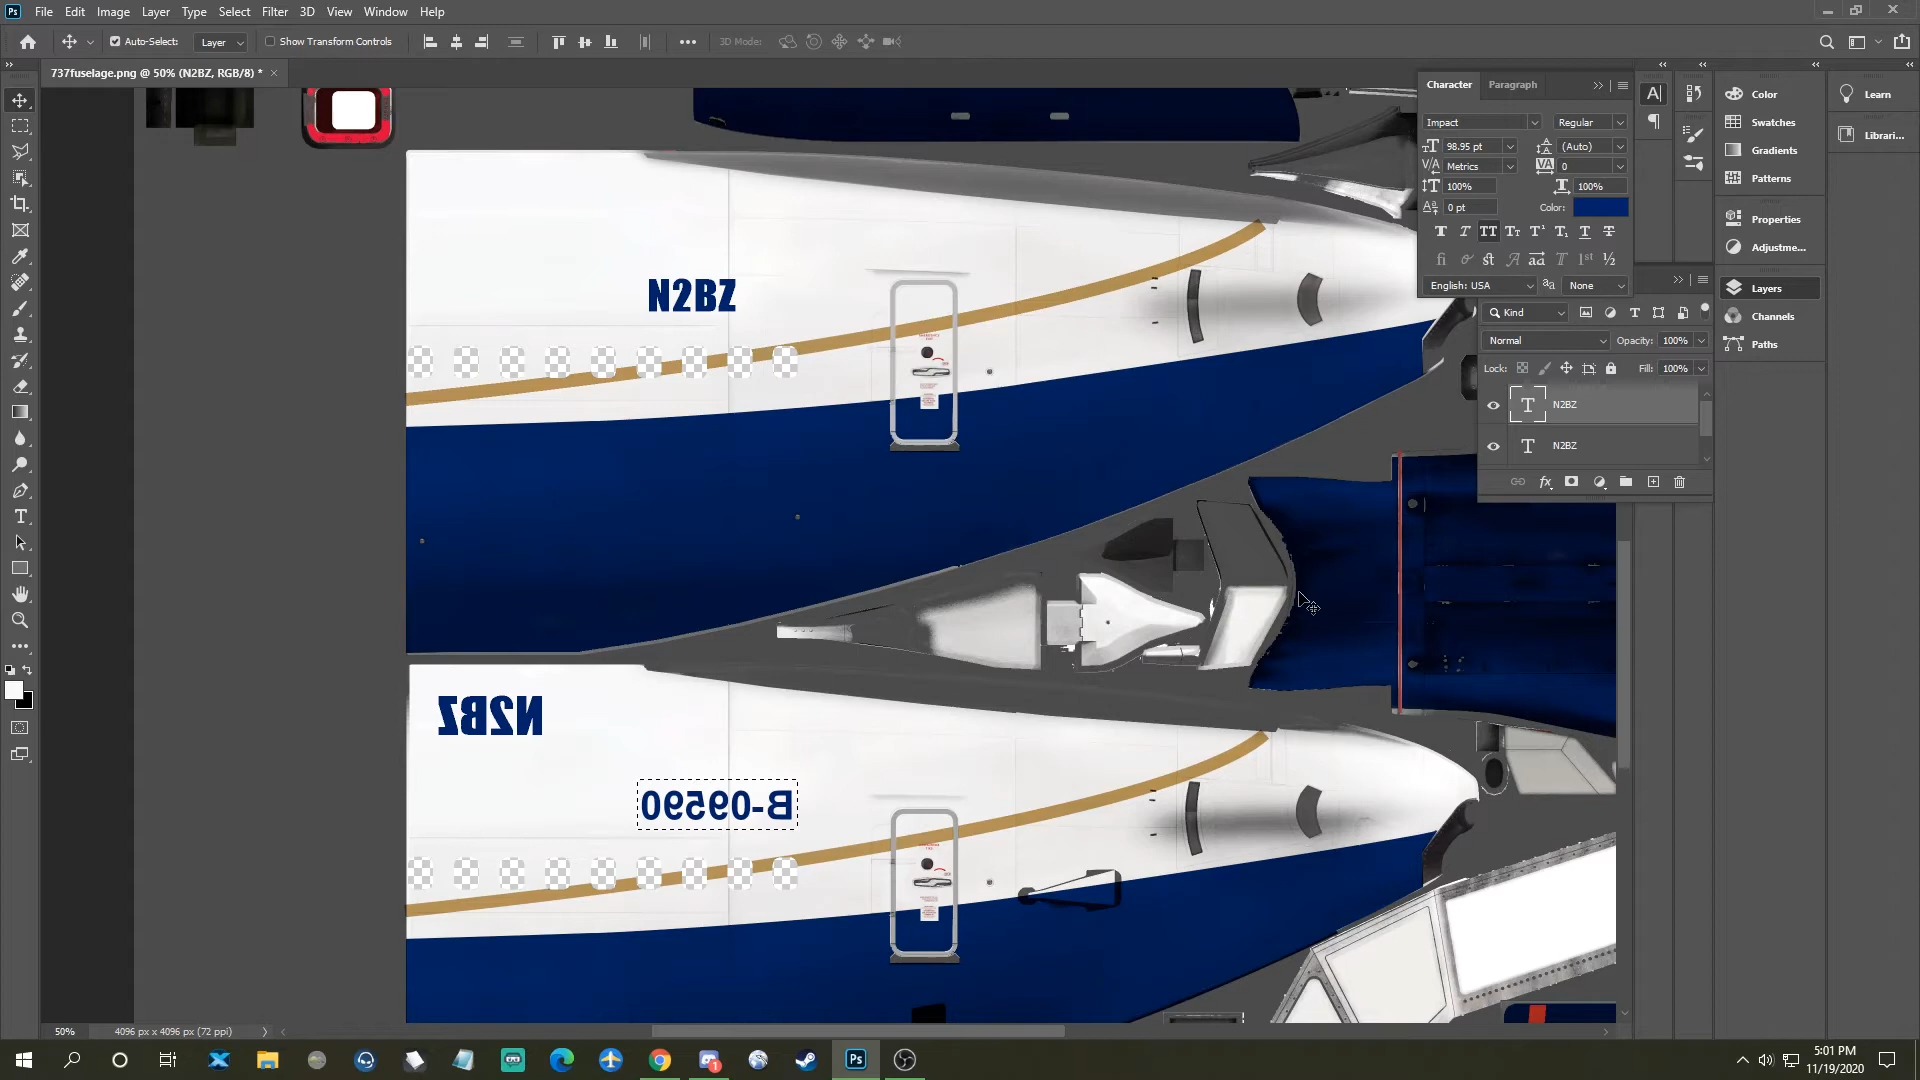 Ps File Edit Image Layer Type Select Filter 3D View Window Help
Auto-Select: Layer Show Transform Controls 3D Mode:
737fuselage.png @ 50% (N2BZ, RGB/8) *
Character Paragraph
Impact Regular
98.95 pt (Auto)
Metrics 0
100% 100%
0 pt Color:
English: USA aa None
Kind
Normal Opacity: 100%
Lock: Fill: 100%
N2BZ
N2BZ
Color
Swatches
Gradients
Patterns
Properties
Adjustme...
Layers
Channels
Paths
Learn
Librari...
N2BZ
N2BZ
B-09590
50% 4096 px x 4096 px (72 ppi)
Ps
5:01 PM
11/19/2020